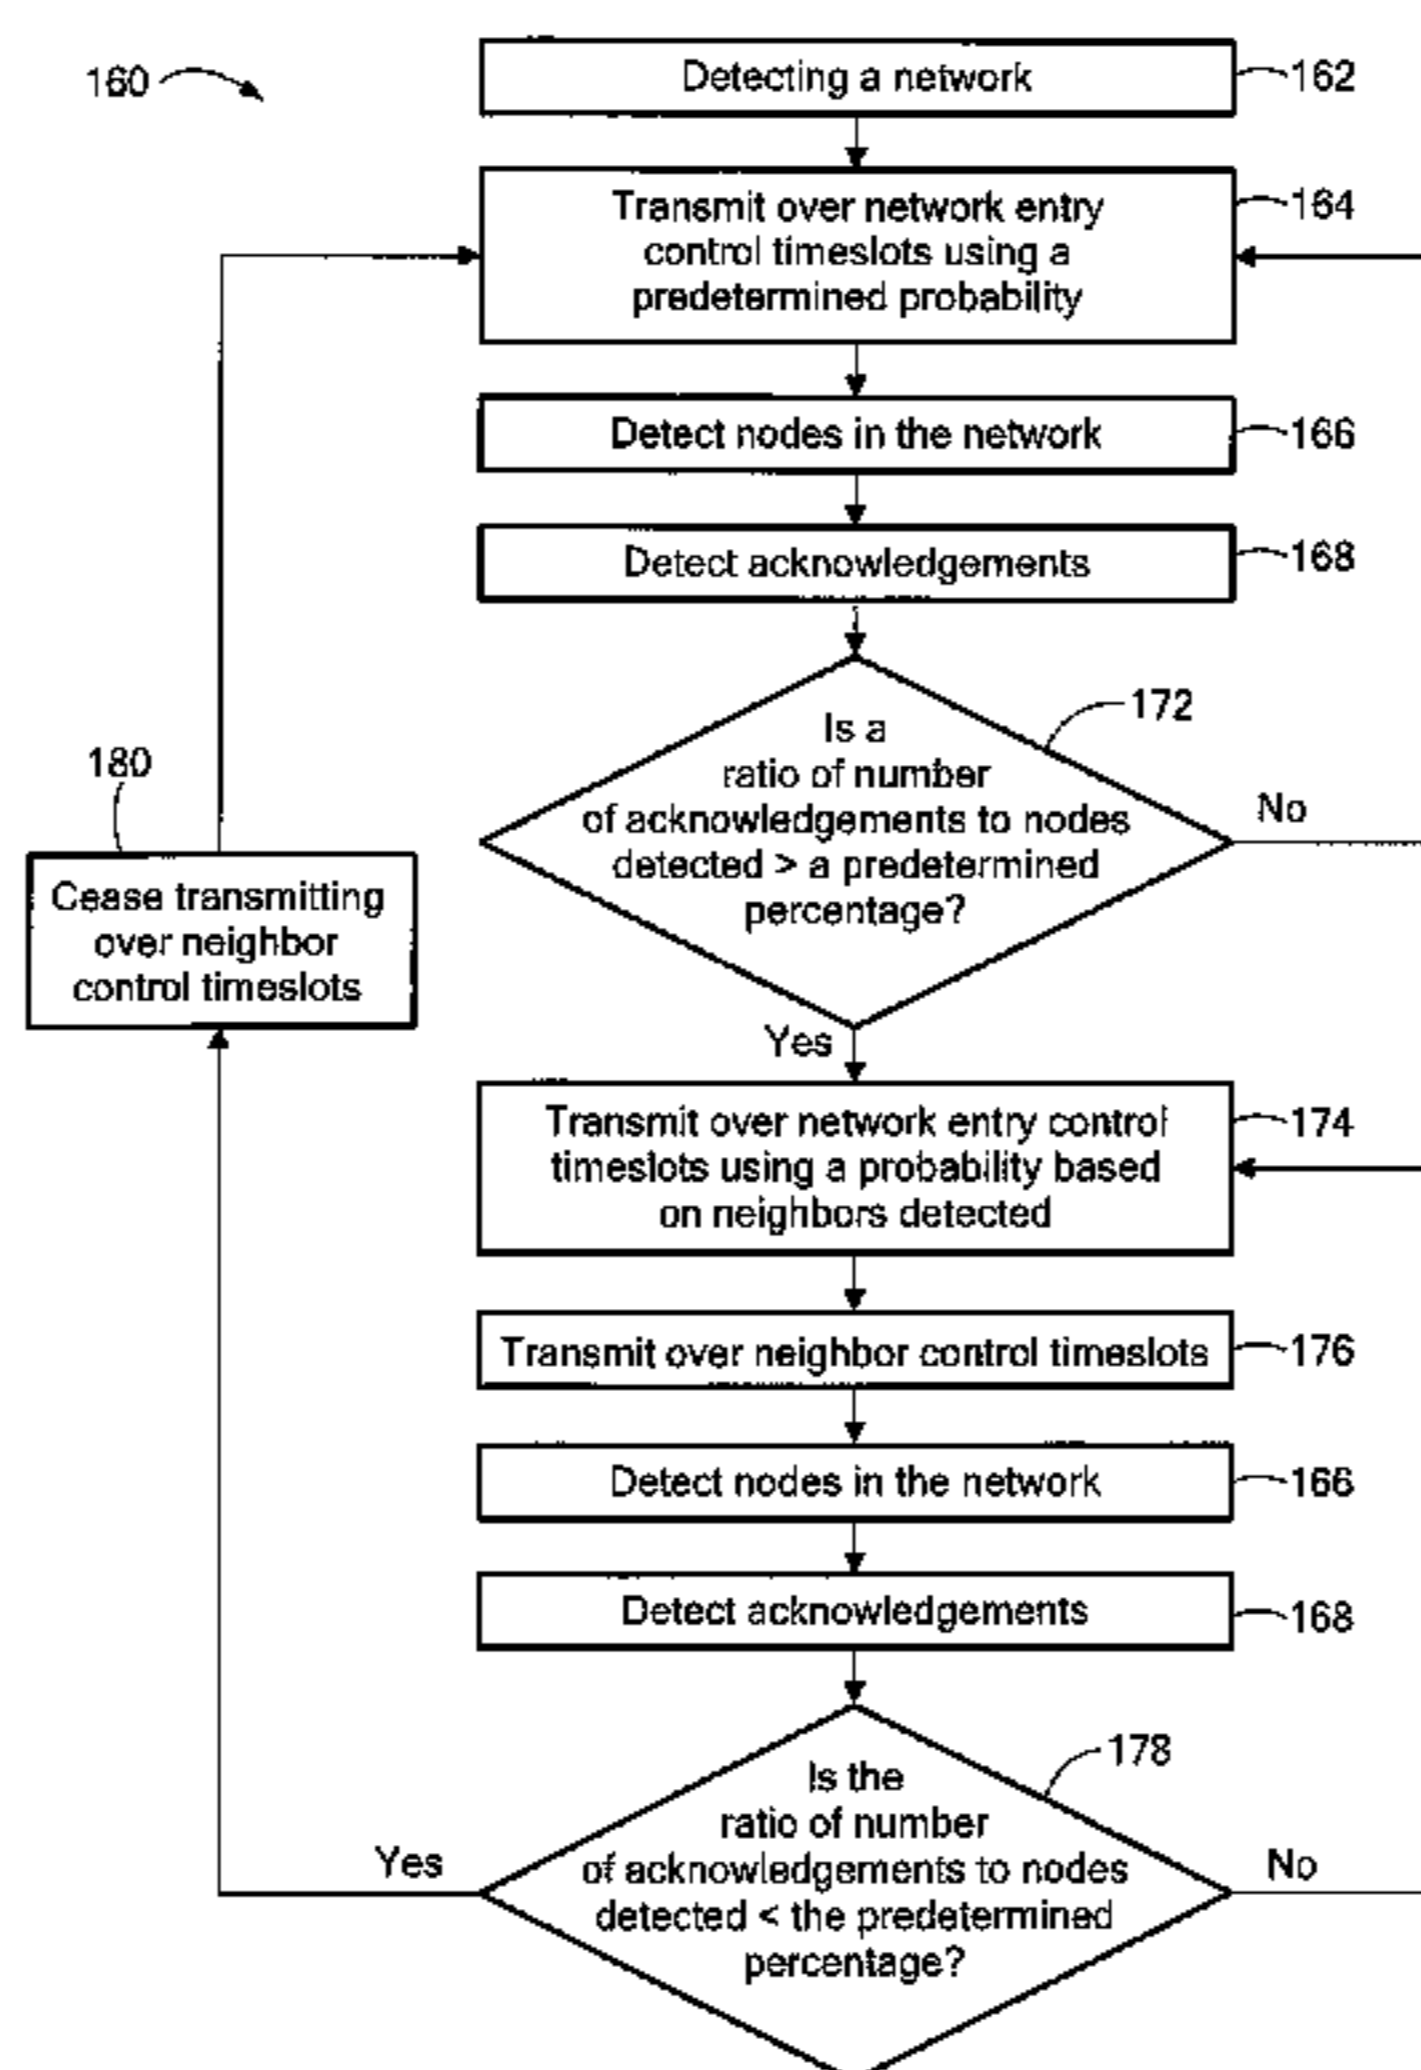 160
Detecting a network
162
Transmit over network entry
control timeslots using a
predetermined probability
164
Detect nodes in the network
166
Detect acknowledgements
168
Is a
ratio of number
of acknowledgements to nodes
detected > a predetermined
percentage?
172
No
180
Cease transmitting
over neighbor
control timeslots
Yes
Transmit over network entry control
timeslots using a probability based
on neighbors detected
174
Transmit over neighbor control timeslots
176
Detect nodes in the network
166
Detect acknowledgements
168
Is the
ratio of number
of acknowledgements to nodes
detected < the predetermined
percentage?
178
Yes
No